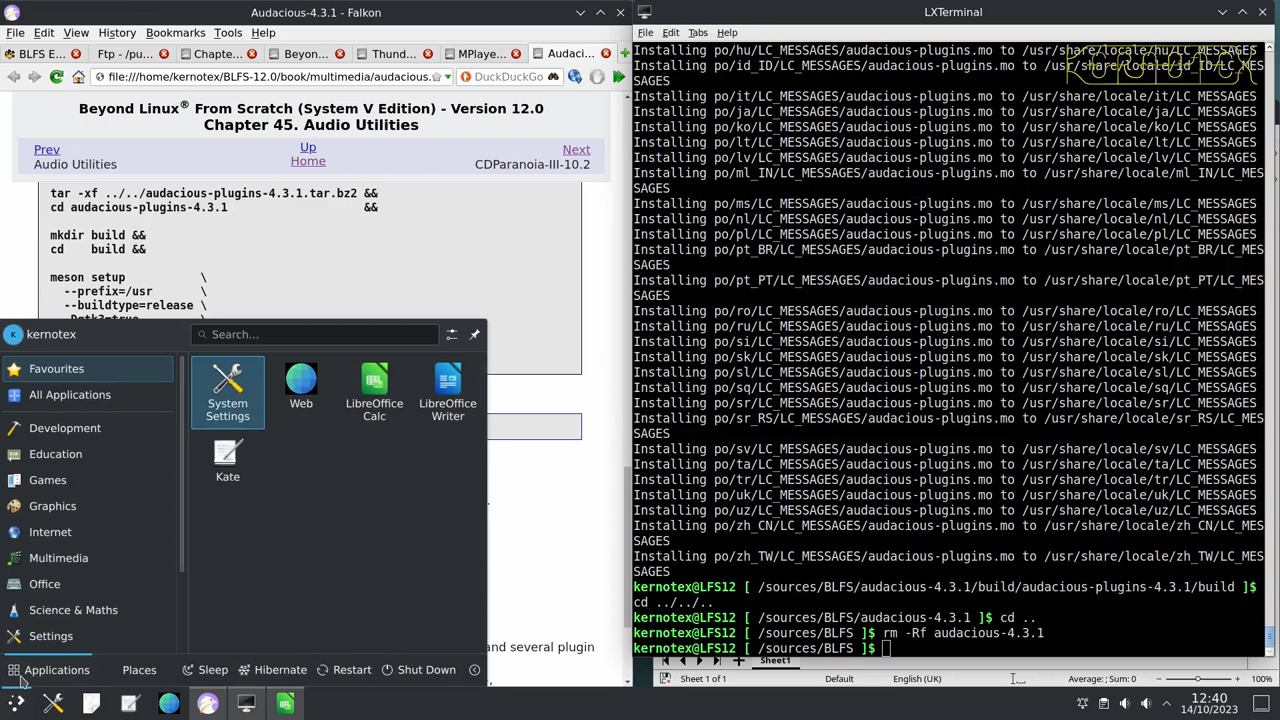 Audacious-4.3.1 - Falkon
File Edit View History Bookmarks Tools Help
BLFS E... Ftp - /pu... Chapte... Beyon... Thund... MPlaye... Audaci...
file:///home/kernotex/BLFS-12.0/book/multimedia/audacious. DuckDuckGo
Beyond Linux® From Scratch (System V Edition) - Version 12.0
Chapter 45. Audio Utilities
Prev Up Next
Audio Utilities Home CDParanoia-III-10.2
tar -xf ../../audacious-plugins-4.3.1.tar.bz2 &&
cd audacious-plugins-4.3.1 &&
mkdir build &&
cd build &&
meson setup \
--prefix=/usr \
--buildtype=release \
kernotex
Search...
Favourites
All Applications
Development
Education
Games
Graphics
Internet
Multimedia
Office
Science & Math
Settings
System Settings
Web
LibreOffice Calc
LibreOffice Writer
Kate
and several plugin
Applications Places Sleep Hibernate Restart Shut Down
LXTerminal
File Edit Tabs Help
Installing po/hu/LC_MESSAGES/audacious-plugins.mo to /usr/share/locale/hu/LC_MESSAGES
Installing po/id_ID/LC_MESSAGES/audacious-plugins.mo to /usr/share/locale/id_ID/LC_MES
SAGES
Installing po/it/LC_MESSAGES/audacious-plugins.mo to /usr/share/locale/it/LC_MESSAGES
Installing po/ja/LC_MESSAGES/audacious-plugins.mo to /usr/share/locale/ja/LC_MESSAGES
Installing po/ko/LC_MESSAGES/audacious-plugins.mo to /usr/share/locale/ko/LC_MESSAGES
Installing po/lt/LC_MESSAGES/audacious-plugins.mo to /usr/share/locale/lt/LC_MESSAGES
Installing po/lv/LC_MESSAGES/audacious-plugins.mo to /usr/share/locale/lv/LC_MESSAGES
Installing po/ml_IN/LC_MESSAGES/audacious-plugins.mo to /usr/share/locale/ml_IN/LC_MES
SAGES
Installing po/ms/LC_MESSAGES/audacious-plugins.mo to /usr/share/locale/ms/LC_MESSAGES
Installing po/nl/LC_MESSAGES/audacious-plugins.mo to /usr/share/locale/nl/LC_MESSAGES
Installing po/pl/LC_MESSAGES/audacious-plugins.mo to /usr/share/locale/pl/LC_MESSAGES
Installing po/pt_BR/LC_MESSAGES/audacious-plugins.mo to /usr/share/locale/pt_BR/LC_MES
SAGES
Installing po/pt_PT/LC_MESSAGES/audacious-plugins.mo to /usr/share/locale/pt_PT/LC_MES
SAGES
Installing po/ro/LC_MESSAGES/audacious-plugins.mo to /usr/share/locale/ro/LC_MESSAGES
Installing po/ru/LC_MESSAGES/audacious-plugins.mo to /usr/share/locale/ru/LC_MESSAGES
Installing po/si/LC_MESSAGES/audacious-plugins.mo to /usr/share/locale/si/LC_MESSAGES
Installing po/sk/LC_MESSAGES/audacious-plugins.mo to /usr/share/locale/sk/LC_MESSAGES
Installing po/sl/LC_MESSAGES/audacious-plugins.mo to /usr/share/locale/sl/LC_MESSAGES
Installing po/sq/LC_MESSAGES/audacious-plugins.mo to /usr/share/locale/sq/LC_MESSAGES
Installing po/sr/LC_MESSAGES/audacious-plugins.mo to /usr/share/locale/sr/LC_MESSAGES
Installing po/sr_RS/LC_MESSAGES/audacious-plugins.mo to /usr/share/locale/sr_RS/LC_MES
SAGES
Installing po/sv/LC_MESSAGES/audacious-plugins.mo to /usr/share/locale/sv/LC_MESSAGES
Installing po/ta/LC_MESSAGES/audacious-plugins.mo to /usr/share/locale/ta/LC_MESSAGES
Installing po/tr/LC_MESSAGES/audacious-plugins.mo to /usr/share/locale/tr/LC_MESSAGES
Installing po/uk/LC_MESSAGES/audacious-plugins.mo to /usr/share/locale/uk/LC_MESSAGES
Installing po/uz/LC_MESSAGES/audacious-plugins.mo to /usr/share/locale/uz/LC_MESSAGES
Installing po/zh_CN/LC_MESSAGES/audacious-plugins.mo to /usr/share/locale/zh_CN/LC_MES
SAGES
Installing po/zh_TW/LC_MESSAGES/audacious-plugins.mo to /usr/share/locale/zh_TW/LC_MES
SAGES
kernotex@LFS12 [ /sources/BLFS/audacious-4.3.1/build/audacious-plugins-4.3.1/build ]$
cd ../../..
kernotex@LFS12 [ /sources/BLFS/audacious-4.3.1 ]$ cd ..
kernotex@LFS12 [ /sources/BLFS ]$ rm -Rf audacious-4.3.1
kernotex@LFS12 [ /sources/BLFS ]$
Sheet1
Sheet 1 of 1 Default English (UK) Average: ; Sum: 0 100%
12:40
14/10/2023